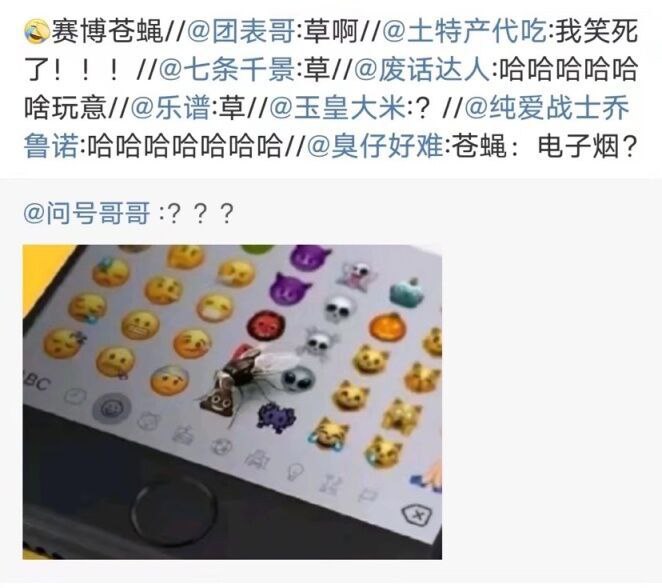 赛博苍蝇//@团表哥:草啊//@土特产代吃:我笑死
了！！！//@七条千景:草//@废话达人:哈哈哈哈哈
啥玩意//@乐谱:草//@玉皇大米:？//@纯爱战士乔
鲁诺:哈哈哈哈哈哈哈//@臭仔好难:苍蝇：电子烟？
@问号哥哥 :？？？
ABC